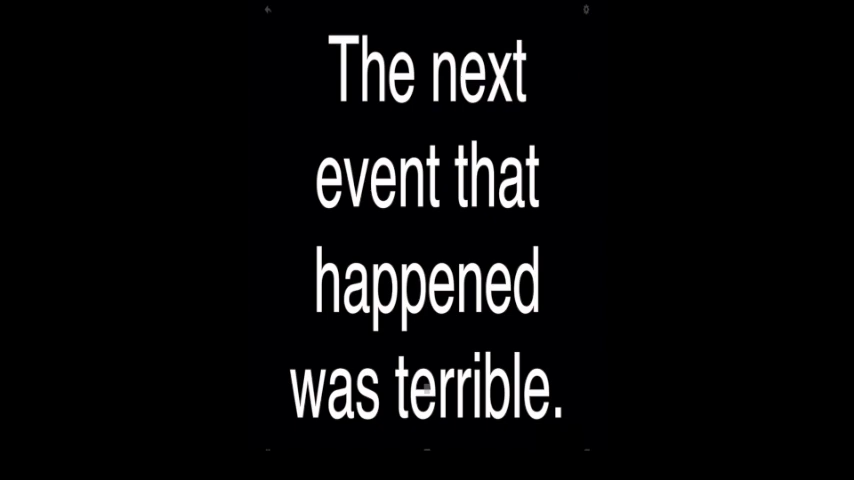 The next
event that
happened
was terrible.